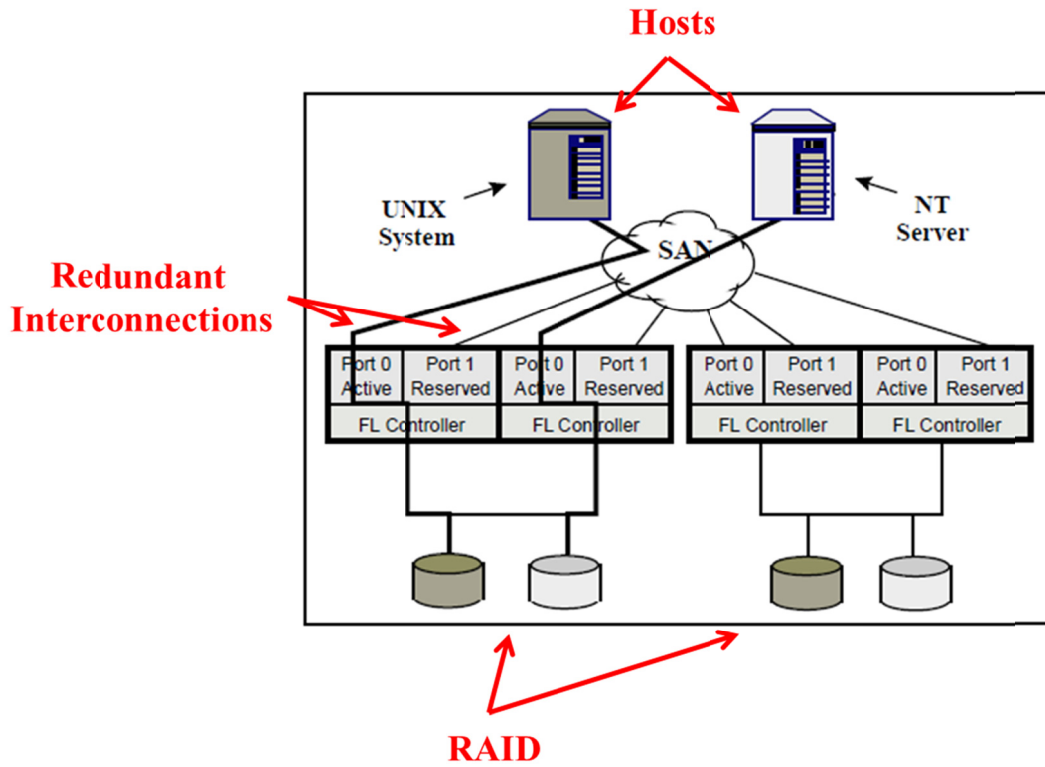 Hosts
UNIX
System
SAN
NT
Server
Redundant
Interconnections
Port 0
Active
Port 1
Reserved
Port 0
Active
Port 1
Reserved
Port 0
Active
Port 1
Reserved
Port 0
Active
Port 1
Reserved
FL Controller
FL Controller
FL Controller
FL Controller
RAID